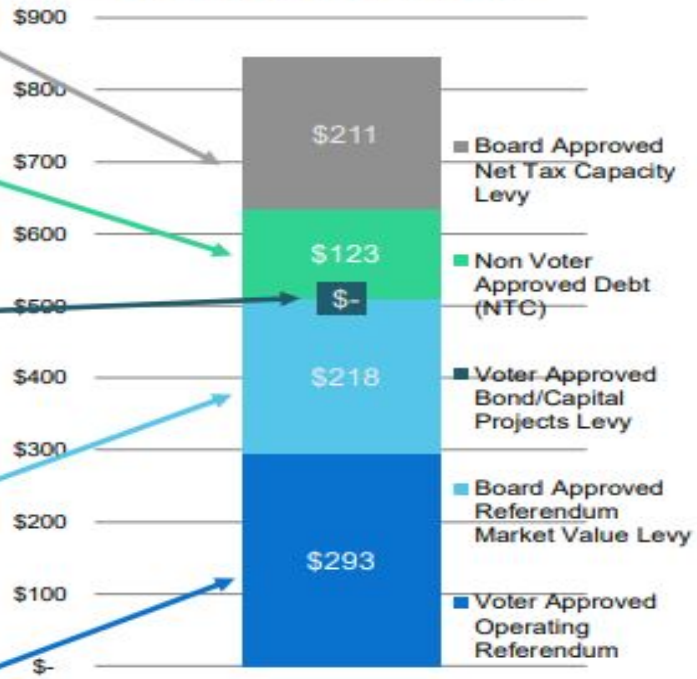 $900
$800
$700
$600
$500
$400
$300
$200
$100
$-
$211
$123
$-
$218
$293
Board Approved
Net Tax Capacity
Levy
Non Voter
Approved Debt
(NTC)
Voter Approved
Bond/Capital
Projects Levy
Board Approved
Referendum
Market Value Levy
Voter Approved
Operating
Referendum